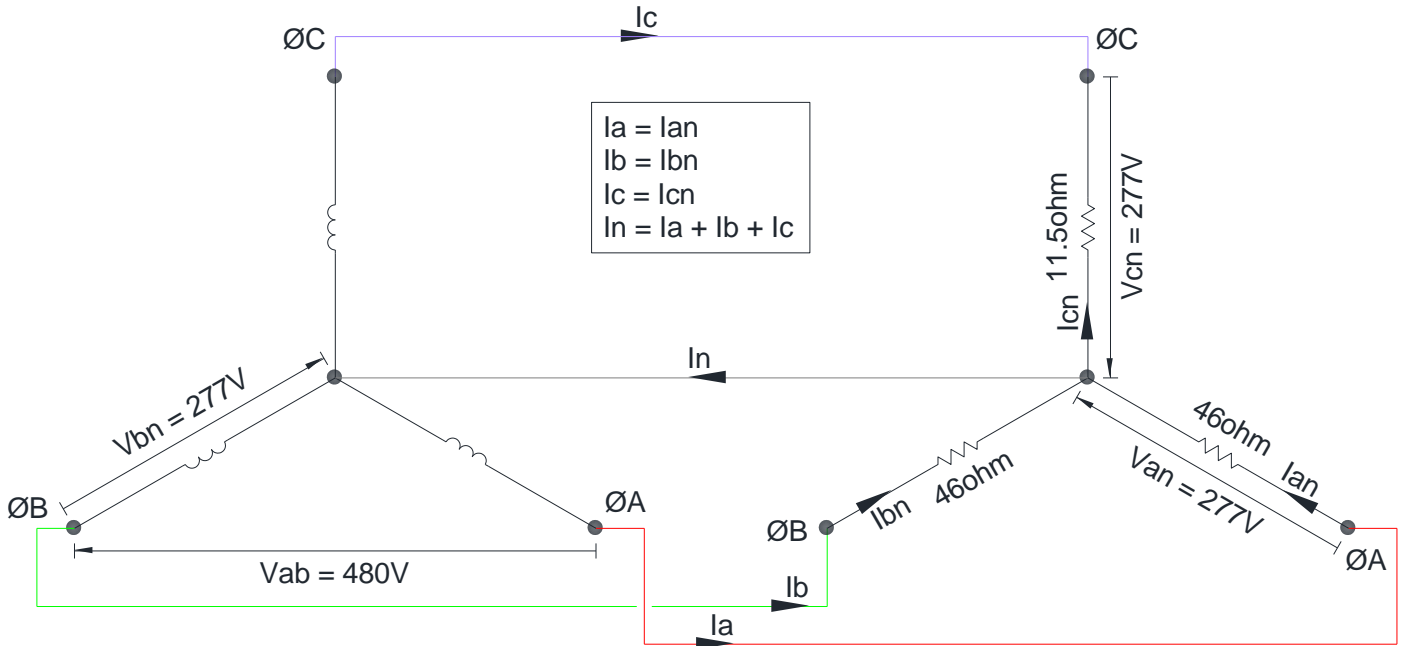 Ic
ØC
ØC
Ia = Ian
Ib = Ibn
Ic = Icn
In = Ia + Ib + Ic
11.5ohm
Vcn = 277V
Icn
In
Vbn = 277V
46ohm
Van = 277V
Ian
46ohm
Ibn
ØB
ØA
ØB
ØA
Vab = 480V
Ib
Ia